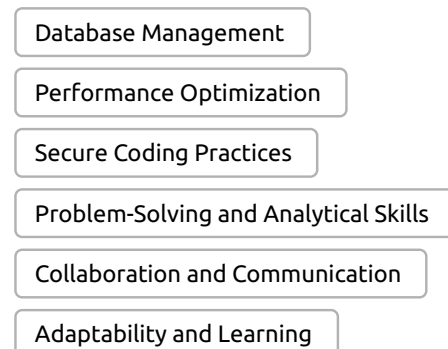 Database Management
Performance Optimization
Secure Coding Practices
Problem-Solving and Analytical Skills
Collaboration and Communication
Adaptability and Learning